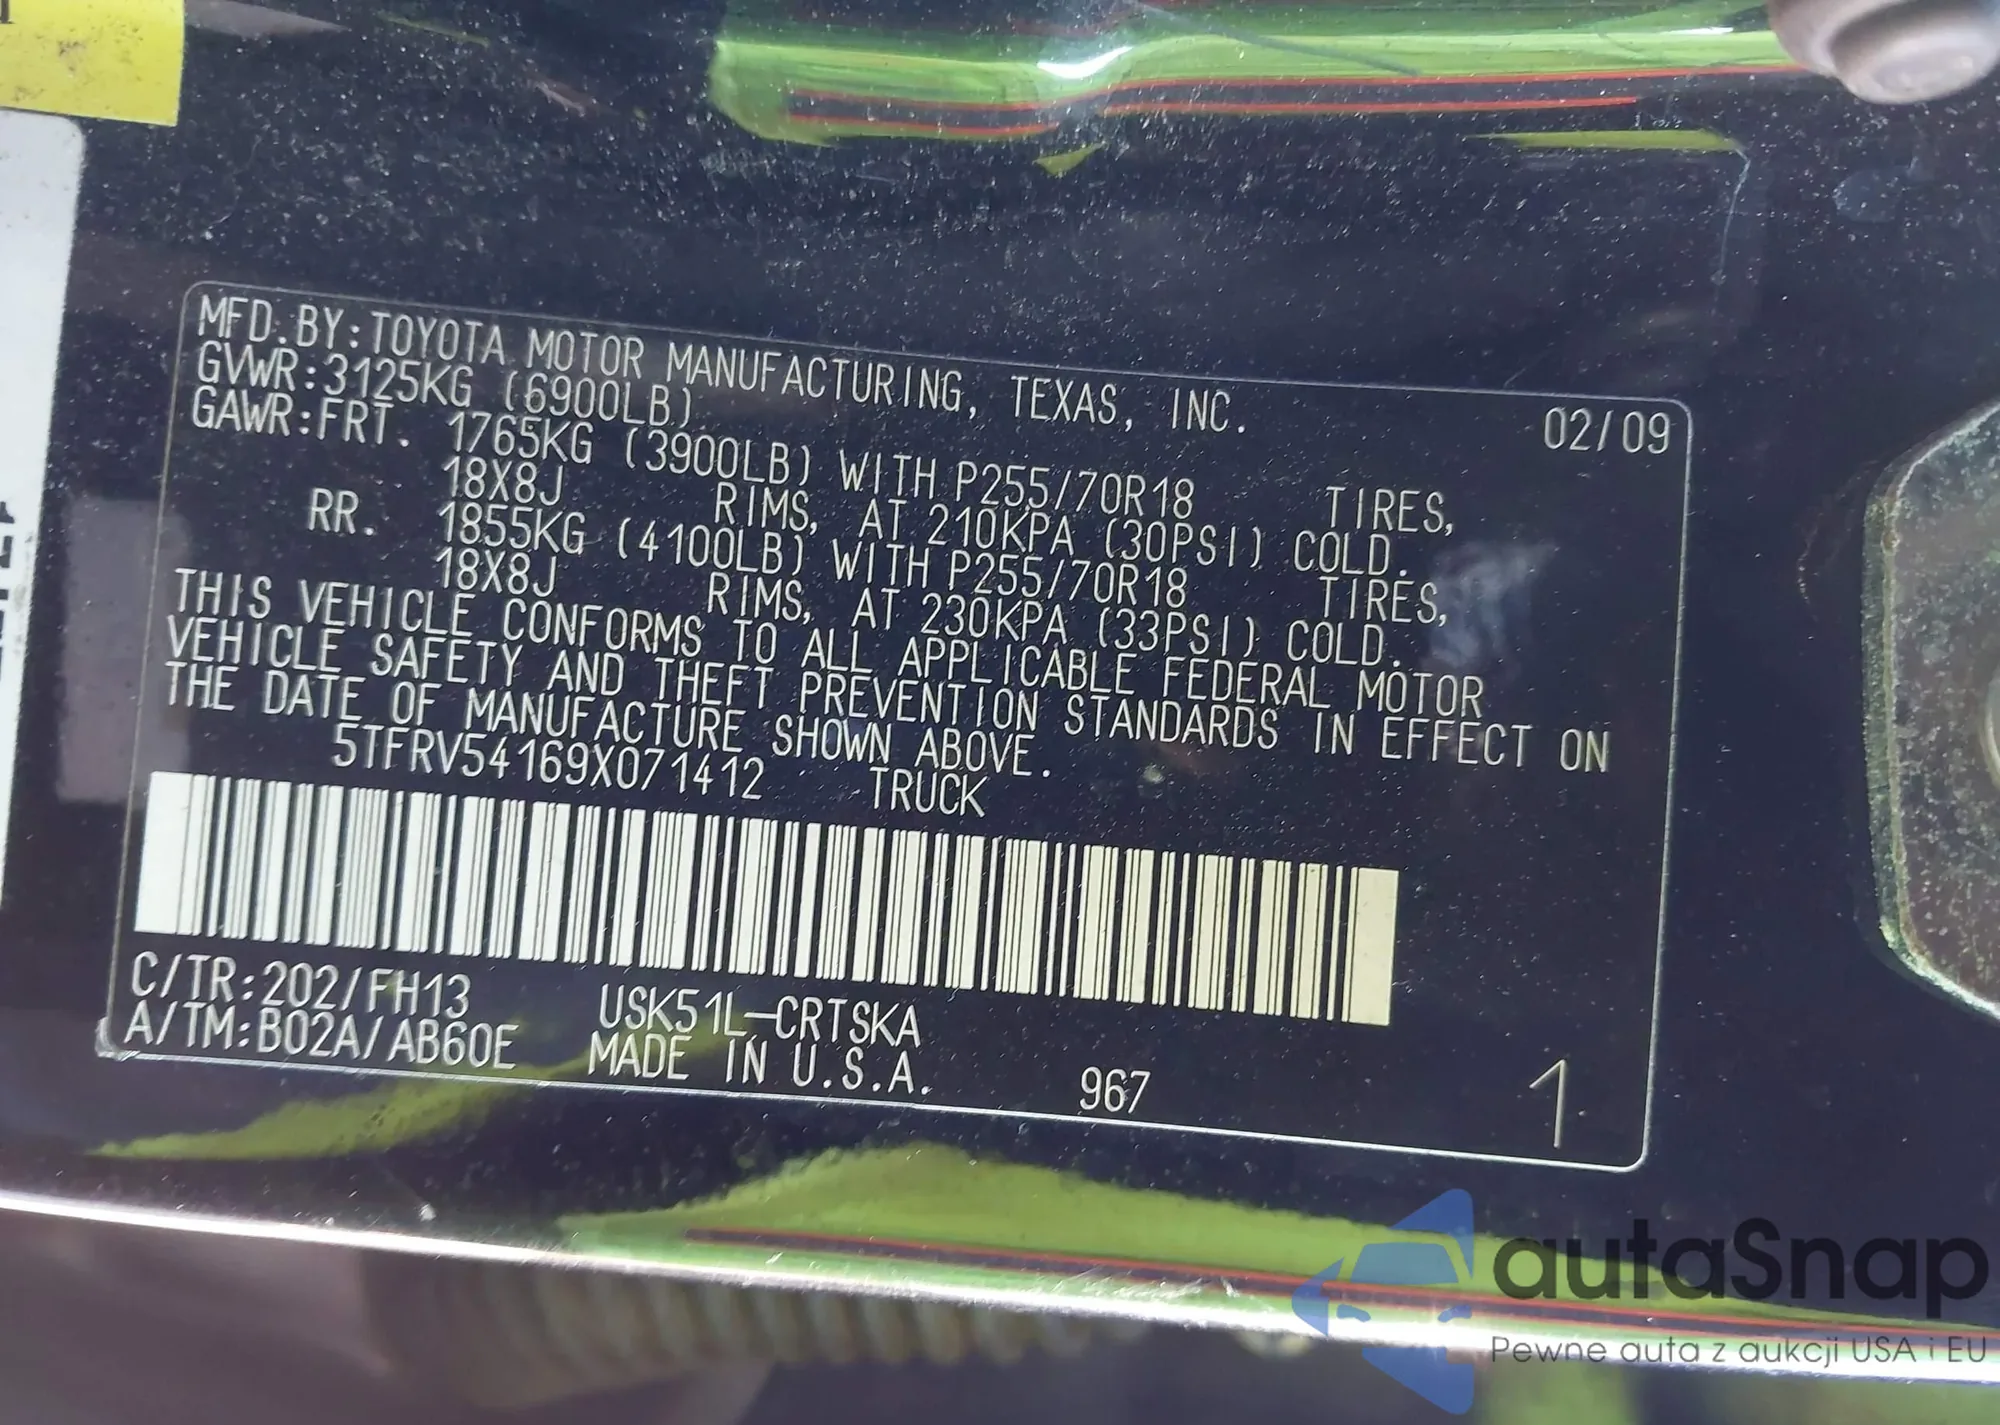 MFD.BY:TOYOTA MOTOR MANUFACTURING, TEXAS, INC. 02/09
GVWR:3125KG (6900LB)
GAWR:FRT. 1765KG (3900LB) WITH P255/70R18 TIRES,
18X8J RIMS, AT 210KPA (30PSI) COLD.
RR. 1855KG (4100LB) WITH P255/70R18 TIRES,
18X8J RIMS, AT 230KPA (33PSI) COLD.
THIS VEHICLE CONFORMS TO ALL APPLICABLE FEDERAL MOTOR
VEHICLE SAFETY AND THEFT PREVENTION STANDARDS IN EFFECT ON
THE DATE OF MANUFACTURE SHOWN ABOVE.
5TFRV54169X071412 TRUCK
C/TR:202/FH13 USK51L-CRTSKA
A/TM:B02A/AB60E MADE IN U.S.A. 967 1
autaSnap
Pewne auta z aukcji USA i EU